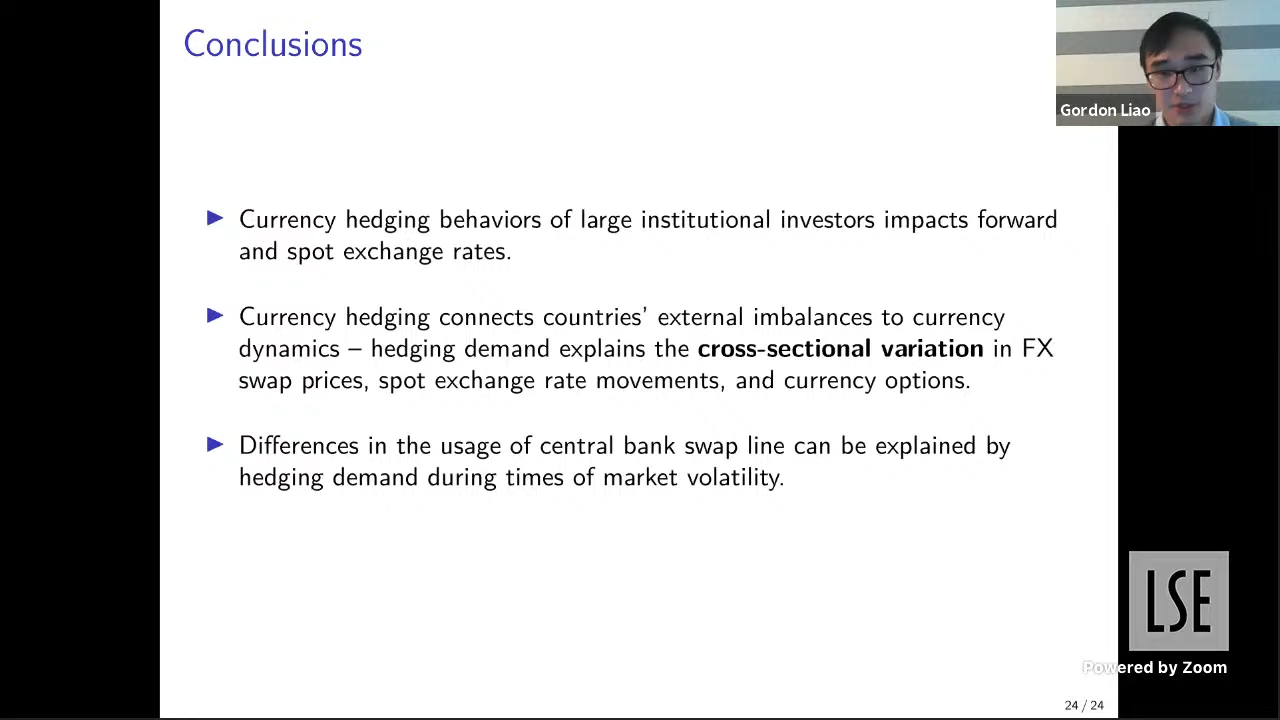 Conclusions
Gordon Liao
▶ Currency hedging behaviors of large institutional investors impacts forward
and spot exchange rates.
▶ Currency hedging connects countries' external imbalances to currency
dynamics – hedging demand explains the cross-sectional variation in FX
swap prices, spot exchange rate movements, and currency options.
▶ Differences in the usage of central bank swap line can be explained by
hedging demand during times of market volatility.
LSE
Powered by Zoom
24 / 24